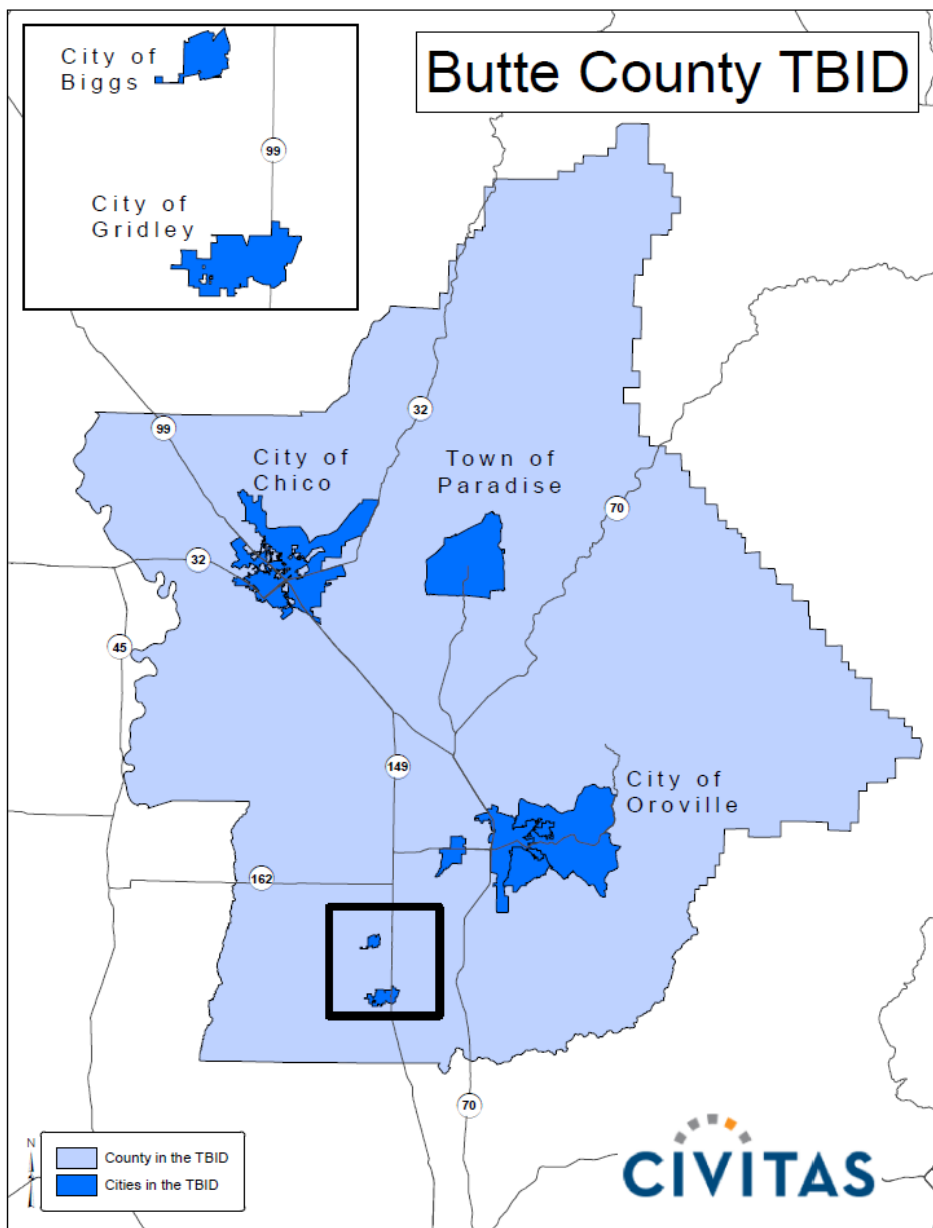 Butte County TBID
City of
Biggs
99
City of
Gridley
32
99
City of
Chico
Town of
Paradise
70
32
45
149
City of
Oroville
162
70
N
County in the TBID
Cities in the TBID
CIVITAS